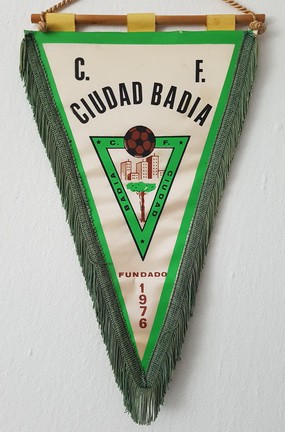 C. F.
CIUDAD BADIA
C. F.
CIUDAD
BADIA
FUNDADO
1976